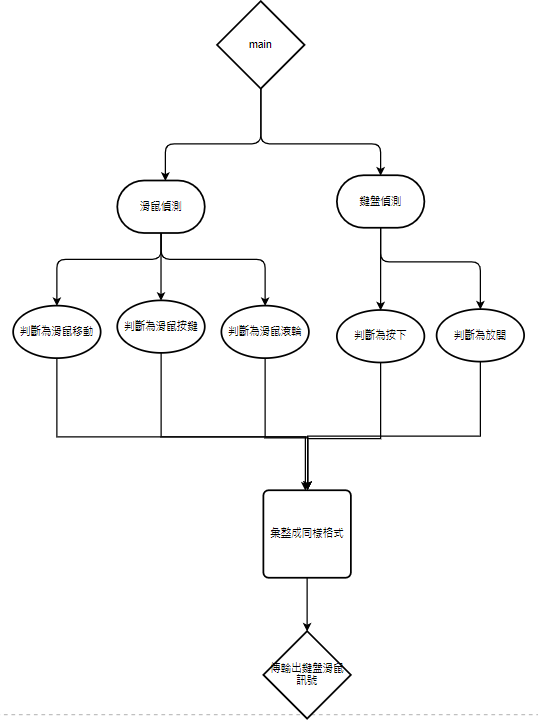 main
滑鼠偵測
鍵盤偵測
判斷為滑鼠移動
判斷為滑鼠按鍵
判斷為滑鼠滾輪
判斷為按下
判斷為放開
彙整成同樣格式
傳輸出鍵盤滑鼠
訊號